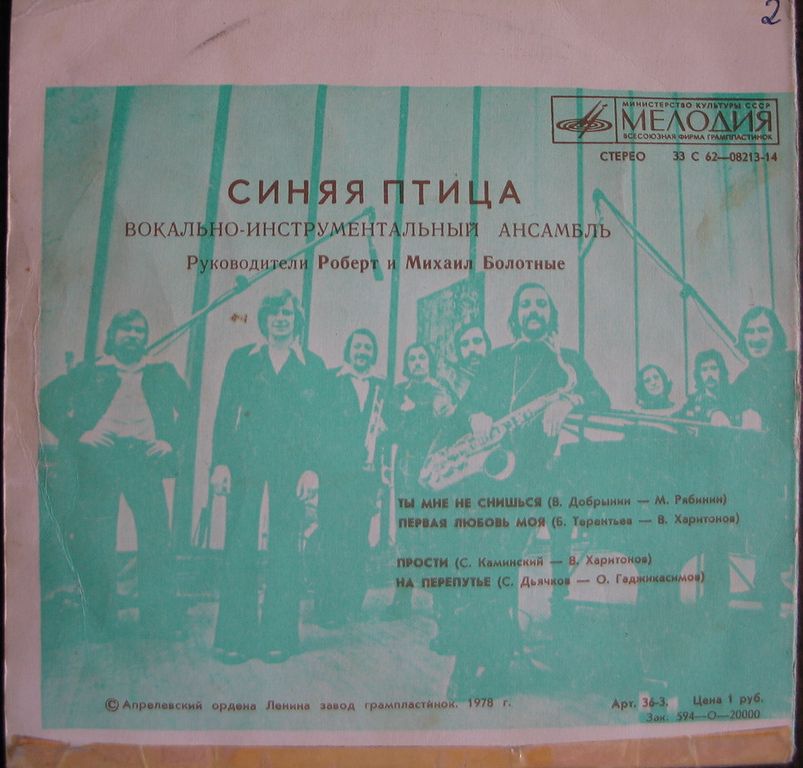 2
МИНИСТЕРСТВО КУЛЬТУРЫ СССР
МЕЛОДИЯ
ВСЕСОЮЗНАЯ ФИРМА ГРАМПЛАСТИНОК
СТЕРЕО 33 С 62—08213-14
СИНЯЯ ПТИЦА
ВОКАЛЬНО-ИНСТРУМЕНТАЛЬНЫЙ АНСАМБЛЬ
Руководители Роберт и Михаил Болотные
ТЫ МНЕ НЕ СНИШЬСЯ (В. Добрынин — М. Рябинин)
ПЕРВАЯ ЛЮБОВЬ МОЯ (Б. Терентьев — В. Харитонов)
ПРОСТИ (С. Каминский — В. Харитонов)
НА ПЕРЕПУТЬЕ (С. Дьячков — О. Гаджикасимов)
© Апрелевский ордена Ленина завод грампластинок. 1978 г.
Арт. 36-3. Цена 1 руб.
Зак. 594—О—20000